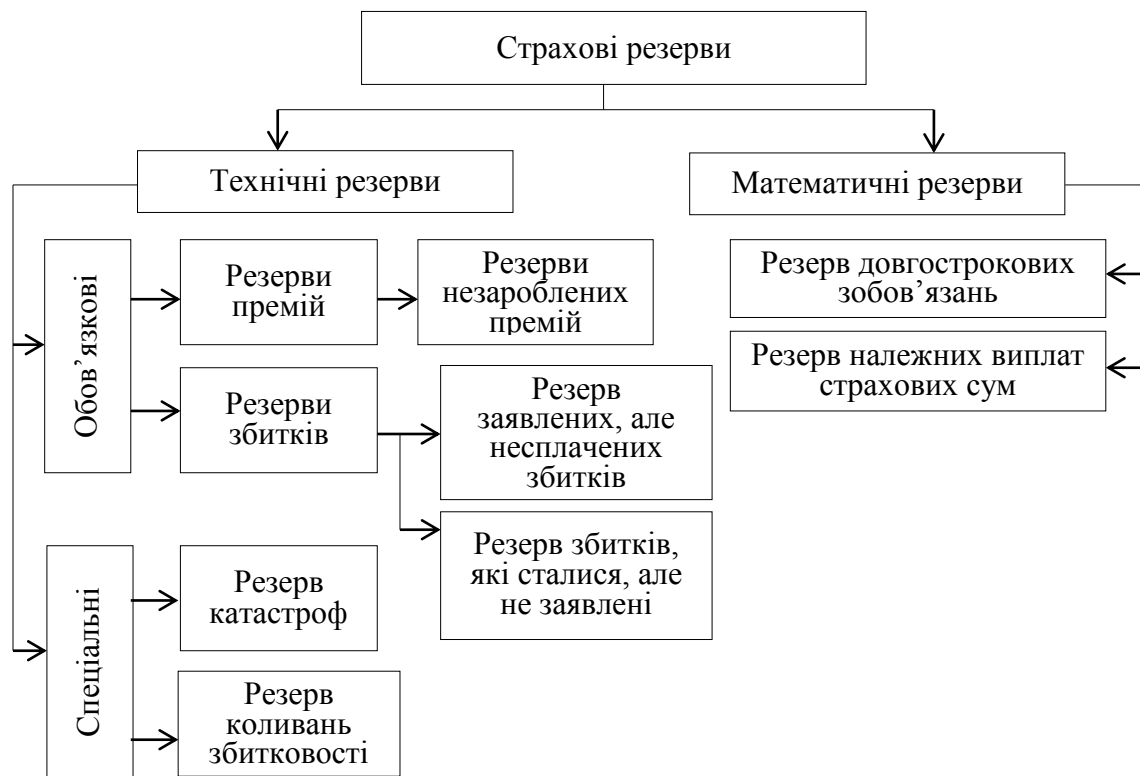 Страхові резерви
Технічні резерви
Математичні резерви
Обов’язкові
Резерви
премій
Резерви
незароблених
премій
Резерви
збитків
Резерв
заявлених, але
несплачених
збитків
Резерв збитків,
які сталися, але
не заявлені
Спеціальні
Резерв
катастроф
Резерв
коливань
збитковості
Резерв довгострокових
зобов’язань
Резерв належних виплат
страхових сум